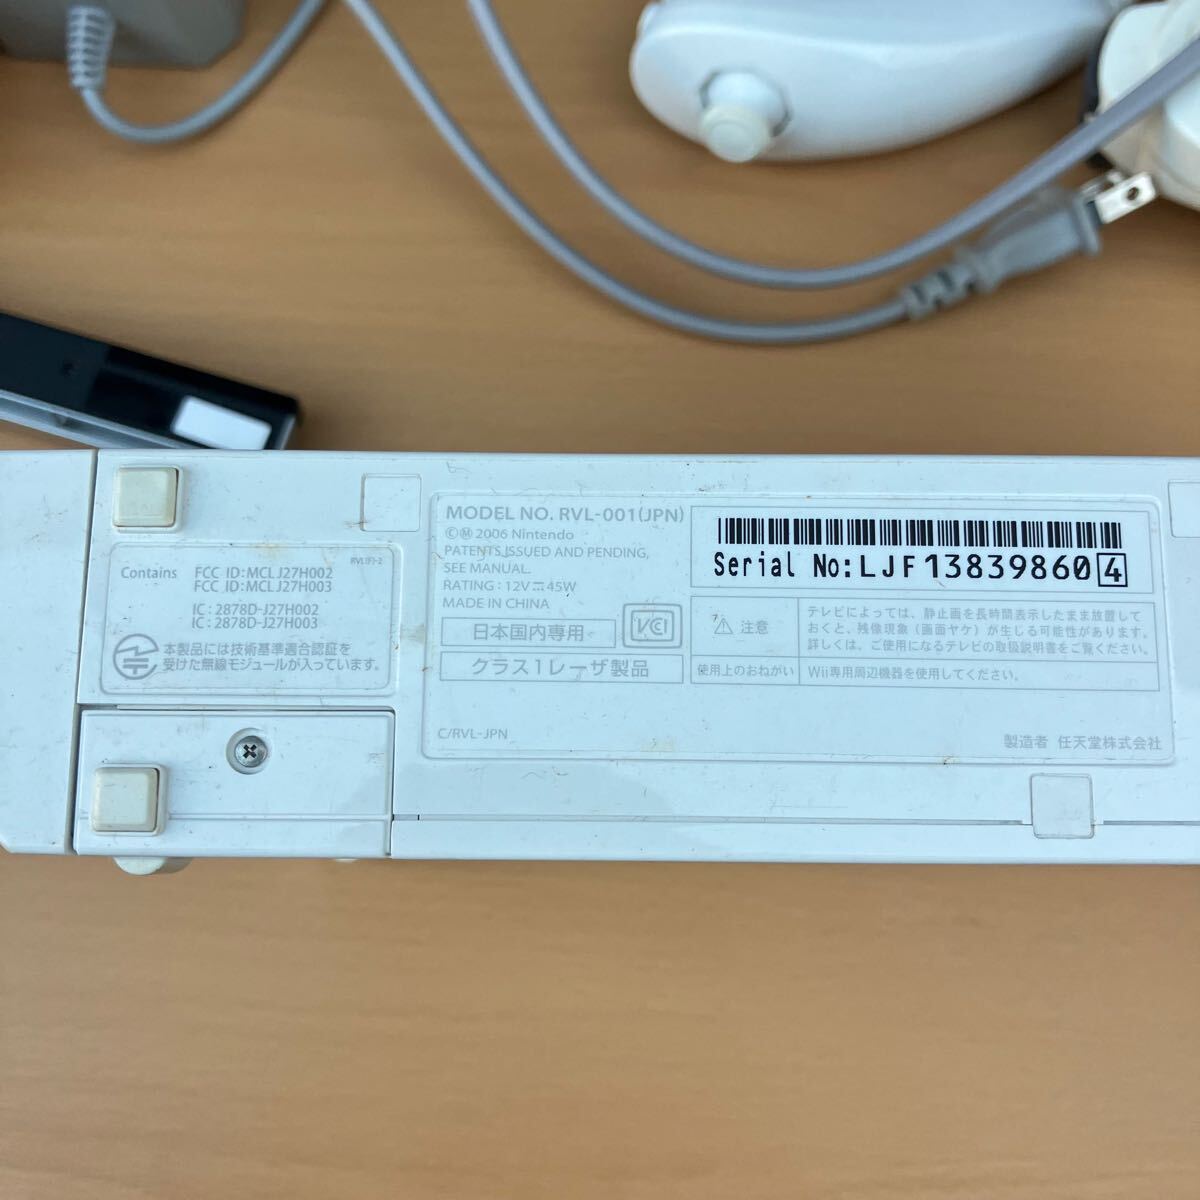 Contains FCC ID:MCLJ27H002
FCC ID:MCLJ27H003
IC:2878D-J27H002
IC:2878D-J27H003
本製品には技術基準適合認証を
受けた無線モジュールが入っています。
MODEL NO. RVL-001(JPN)
©Ⓜ 2006 Nintendo
PATENTS ISSUED AND PENDING,
SEE MANUAL.
RATING : 12V⎓45W
MADE IN CHINA
日本国内専用
VCI
クラス1レーザ製品
C/RVL-JPN
Serial No:LJF138398604
⚠ 注意
テレビによっては、静止画を長時間表示したまま放置して
おくと、残像現象(画面ヤケ)が生じる可能性があります。
詳しくは、ご使用になるテレビの取扱説明書をご覧ください。
使用上のおねがい Wii専用周辺機器を使用してください。
製造者 任天堂株式会社